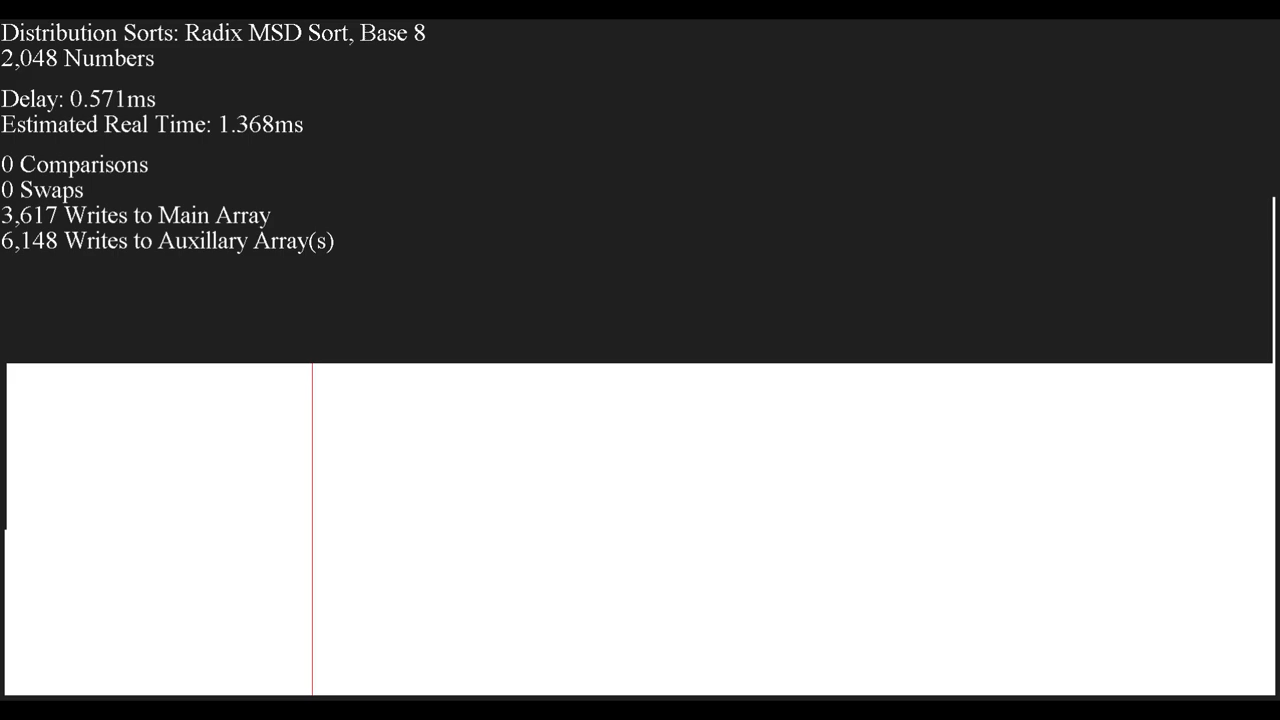 Distribution Sorts: Radix MSD Sort, Base 8
2,048 Numbers
Delay: 0.571ms
Estimated Real Time: 1.368ms
0 Comparisons
0 Swaps
3,617 Writes to Main Array
6,148 Writes to Auxillary Array(s)